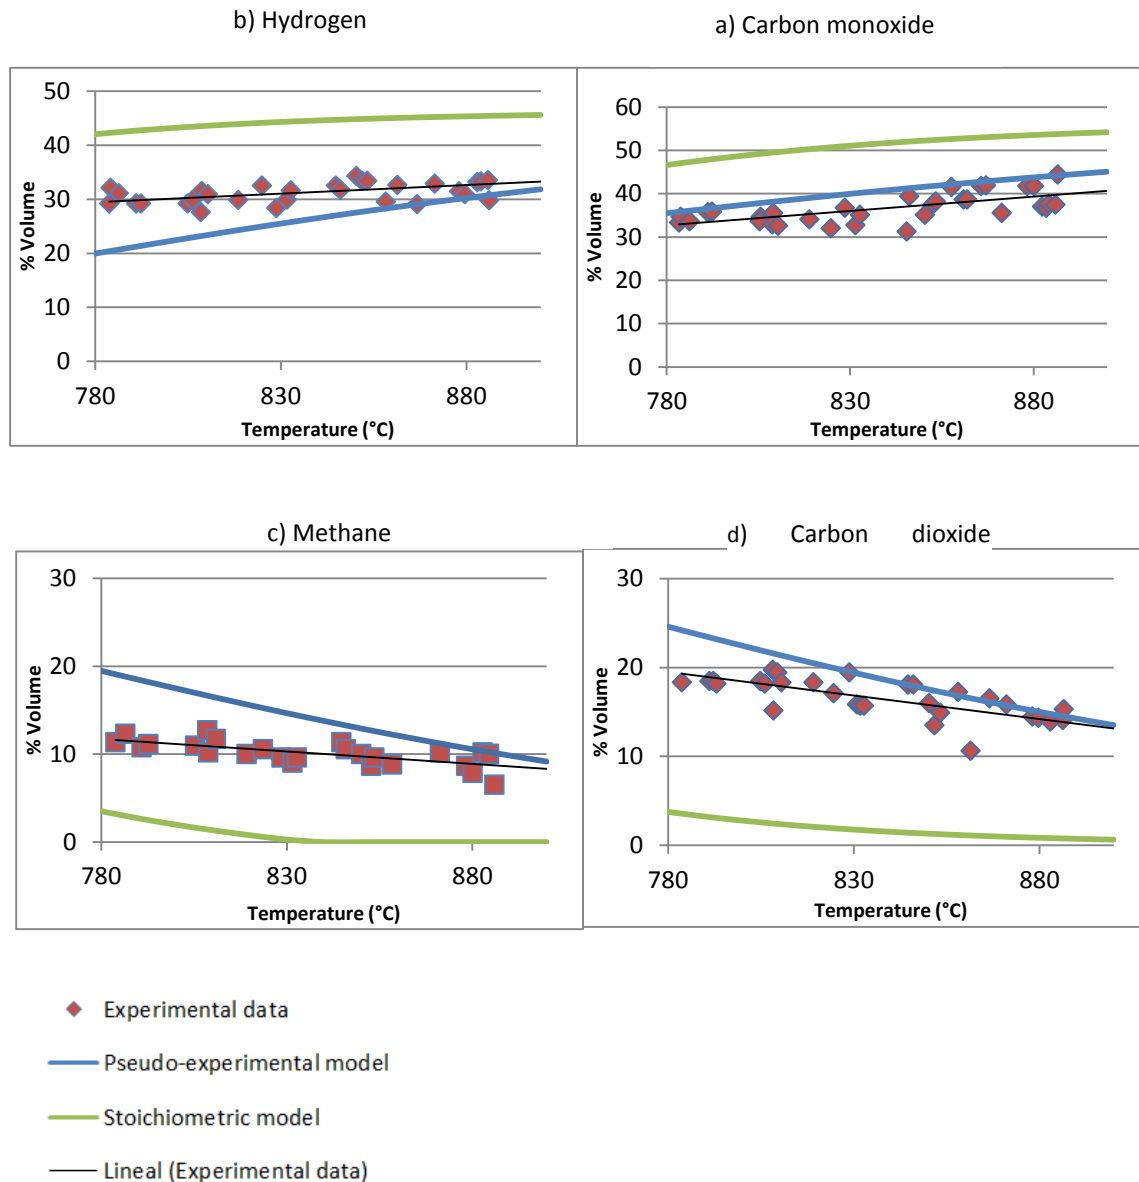 b) Hydrogen
a) Carbon monoxide
50
40
30
20
10
0
% Volume
780
830
880
Temperature (°C)
60
50
40
30
20
10
0
% Volume
780
830
880
Temperature (°C)
c) Methane
d) Carbon dioxide
30
20
10
0
% Volume
780
830
880
Temperature (°C)
30
20
10
0
% Volume
780
830
880
Temperature (°C)
Experimental data
Pseudo-experimental model
Stoichiometric model
Lineal (Experimental data)